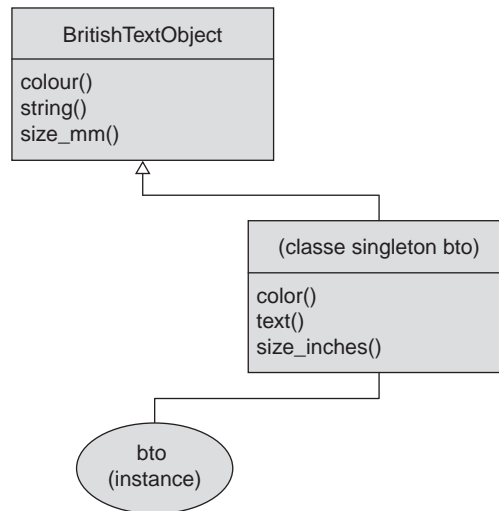 BritishTextObject
colour()
string()
size_mm()
(classe singleton bto)
color()
text()
size_inches()
bto
(instance)